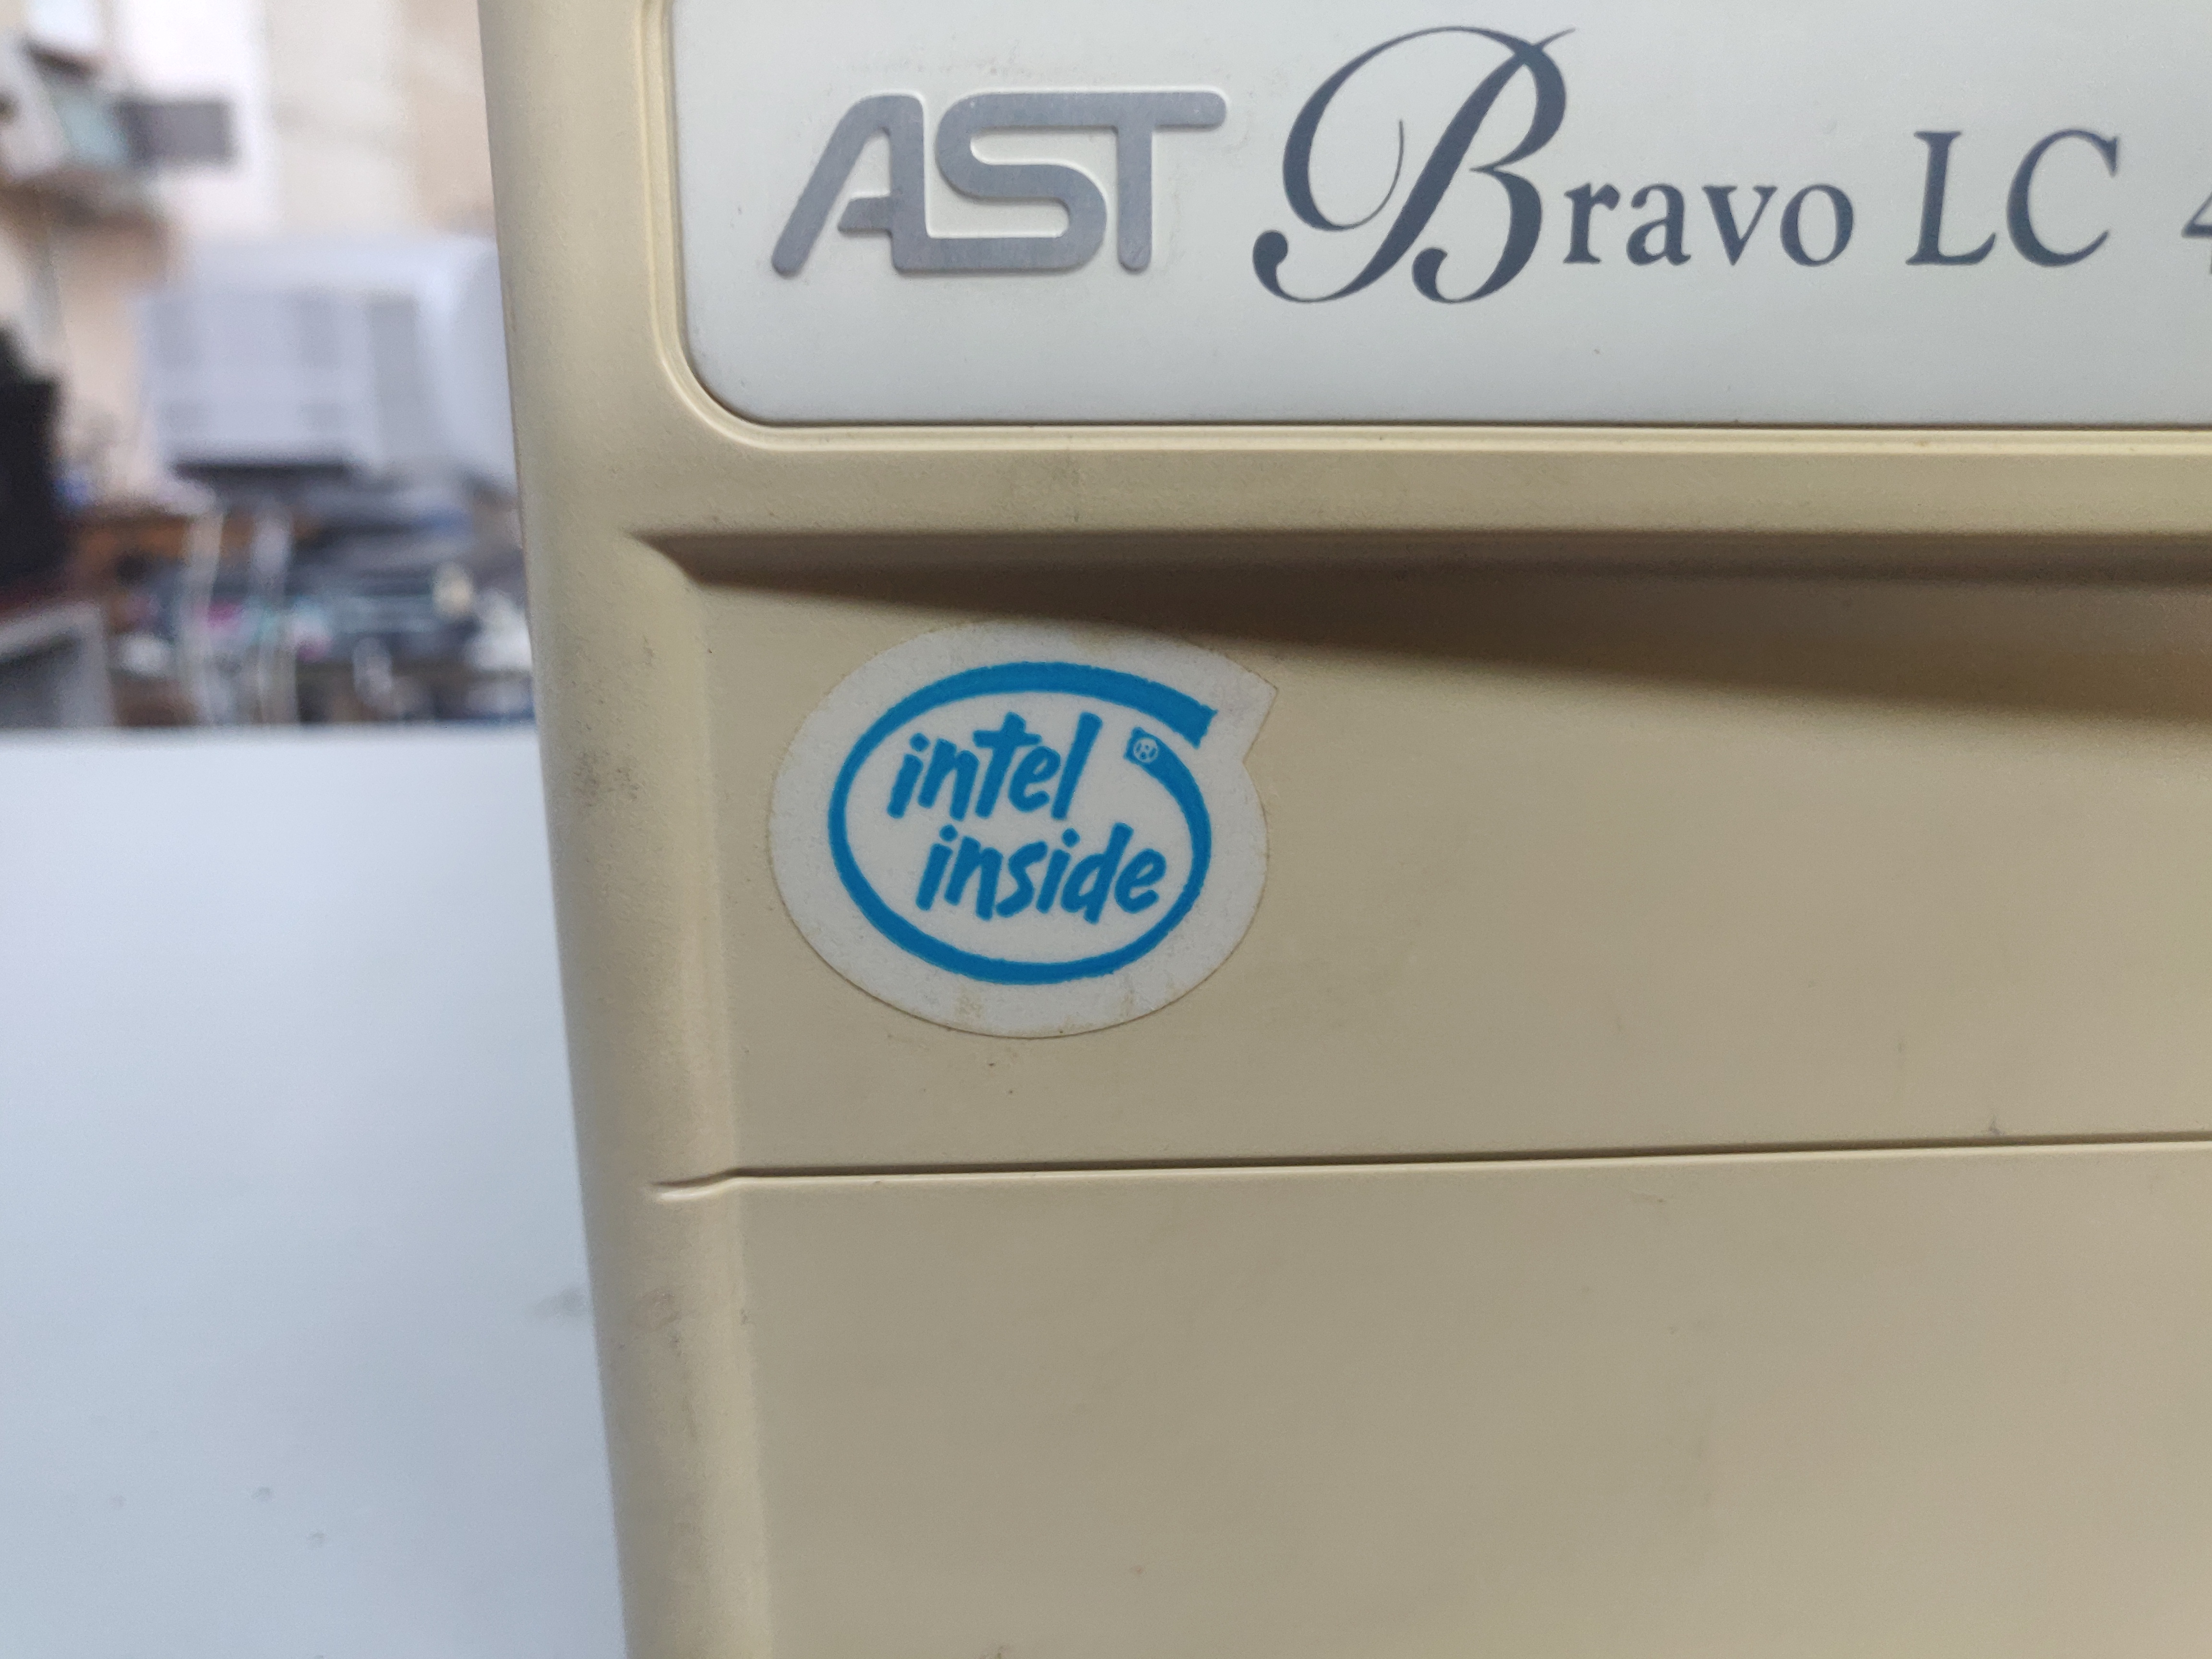 AST Bravo LC 4
intel ®
inside